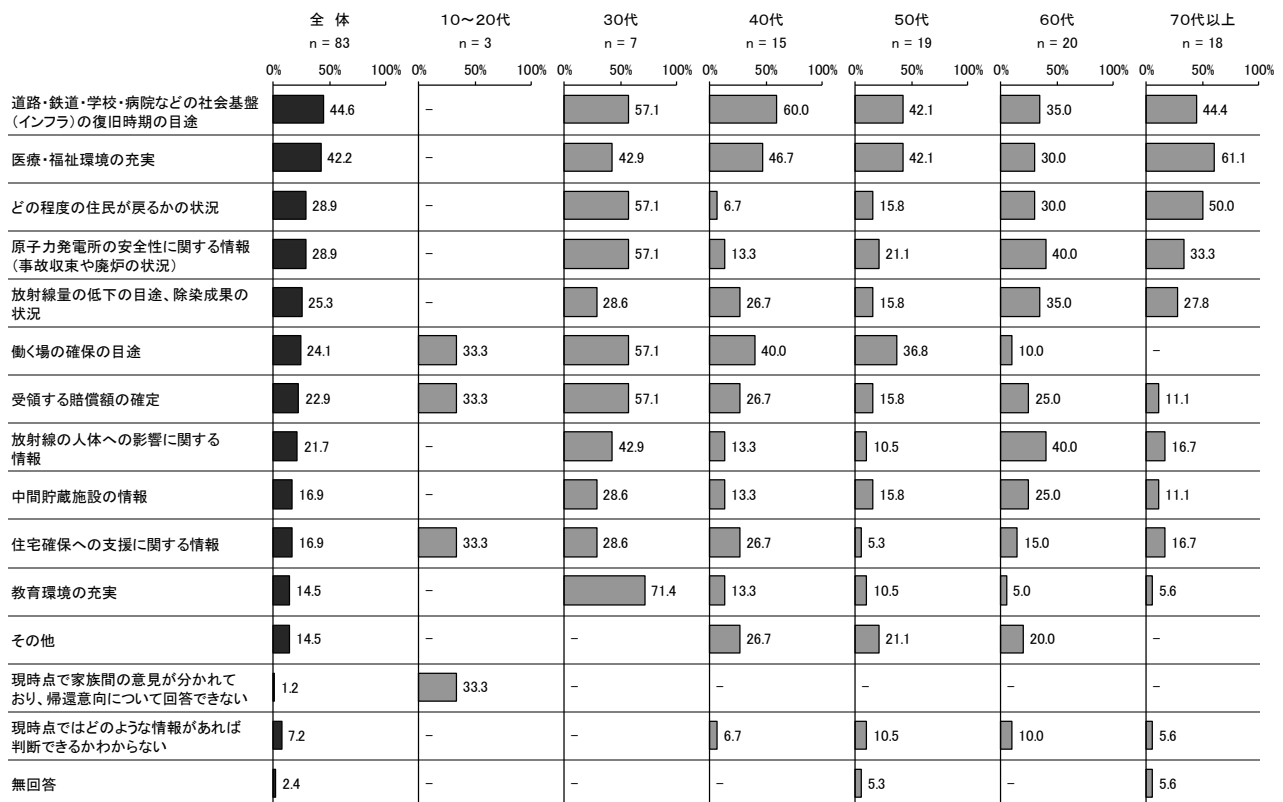 全 体 10～20代 30代 40代 50代 60代 70代以上
n = 83 n = 3 n = 7 n = 15 n = 19 n = 20 n = 18
0% 50% 100% 0% 50% 100% 0% 50% 100% 0% 50% 100% 0% 50% 100% 0% 50% 100% 0% 50% 100%
道路・鉄道・学校・病院などの社会基盤
（インフラ）の復旧時期の目途
44.6 － 57.1 60.0 42.1 35.0 44.4
医療・福祉環境の充実 42.2 － 42.9 46.7 42.1 30.0 61.1
どの程度の住民が戻るかの状況 28.9 － 57.1 6.7 15.8 30.0 50.0
原子力発電所の安全性に関する情報
（事故収束や廃炉の状況）
28.9 － 57.1 13.3 21.1 40.0 33.3
放射線量の低下の目途、除染成果の
状況
25.3 － 28.6 26.7 15.8 35.0 27.8
働く場の確保の目途 24.1 33.3 57.1 40.0 36.8 10.0 －
受領する賠償額の確定 22.9 33.3 57.1 26.7 15.8 25.0 11.1
放射線の人体への影響に関する
情報
21.7 － 42.9 13.3 10.5 40.0 16.7
中間貯蔵施設の情報 16.9 － 28.6 13.3 15.8 25.0 11.1
住宅確保への支援に関する情報 16.9 33.3 28.6 26.7 5.3 15.0 16.7
教育環境の充実 14.5 － 71.4 13.3 10.5 5.0 5.6
その他 14.5 － － 26.7 21.1 20.0 －
現時点で家族間の意見が分かれて
おり、帰還意向について回答できない
1.2 33.3 － － － － －
現時点ではどのような情報があれば
判断できるかわからない
7.2 － － 6.7 10.5 10.0 5.6
無回答 2.4 － － － 5.3 － 5.6